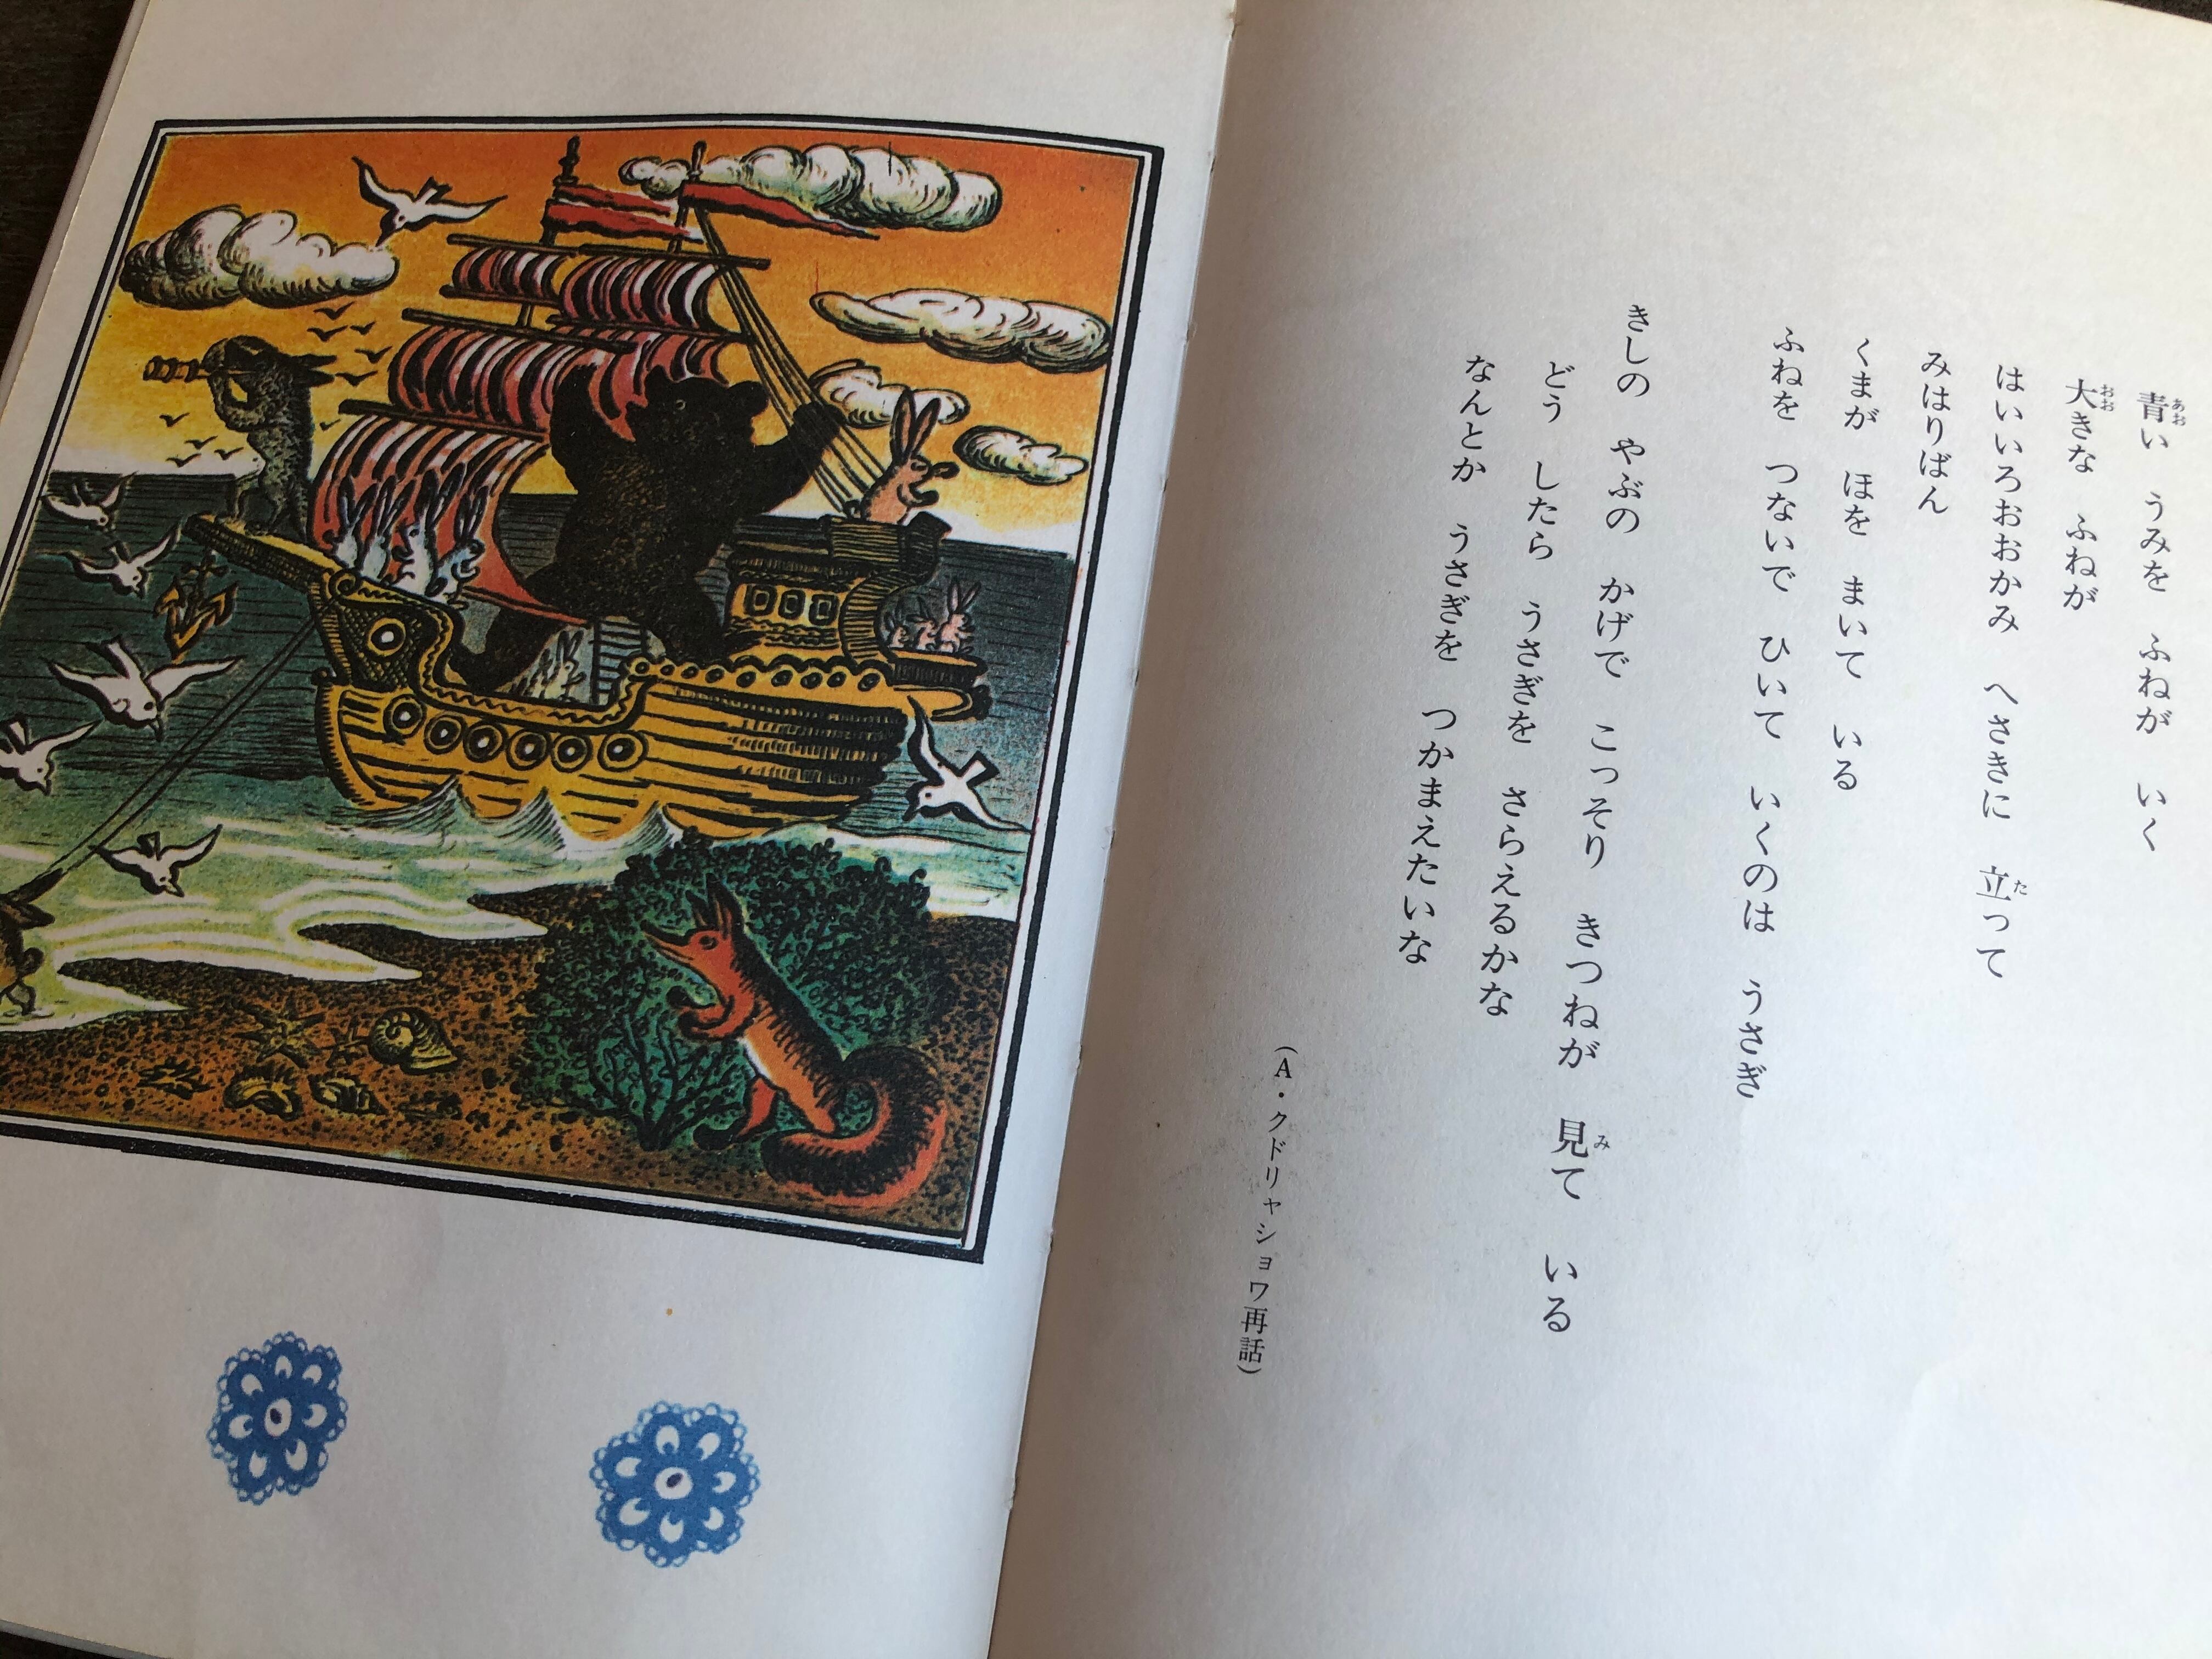 青い　うみを　ふねが　いく
大きな　ふねが
はいいろおおかみ　へさきに　立って
みはりばん
くまが　ほを　まいて　いる
ふねを　つないで　ひいて　いくのは　うさぎ
きしの　やぶの　かげで　こっそり　きつねが　見て　いる
どう　したら　うさぎを　さらえるかな
なんとか　うさぎを　つかまえたいな
（A・クドリャショワ再話）